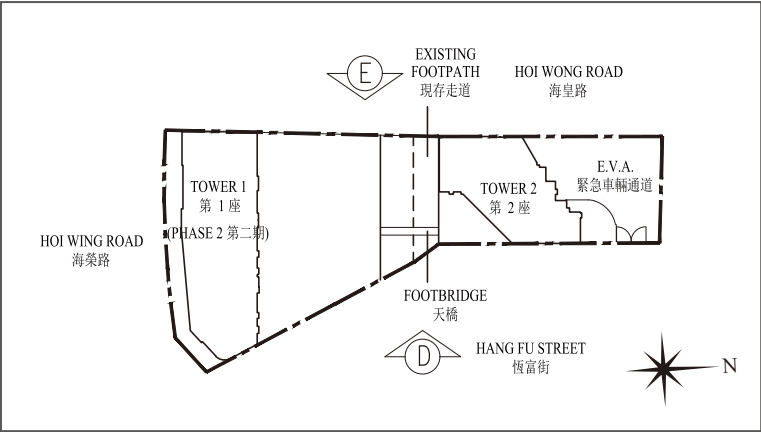 E
EXISTING
FOOTPATH
現存走道
HOI WONG ROAD
海皇路
TOWER 1
第 1 座
(PHASE 2 第二期)
TOWER 2
第 2 座
E.V.A.
緊急車輛通道
HOI WING ROAD
海榮路
FOOTBRIDGE
天橋
D
HANG FU STREET
恆富街
N